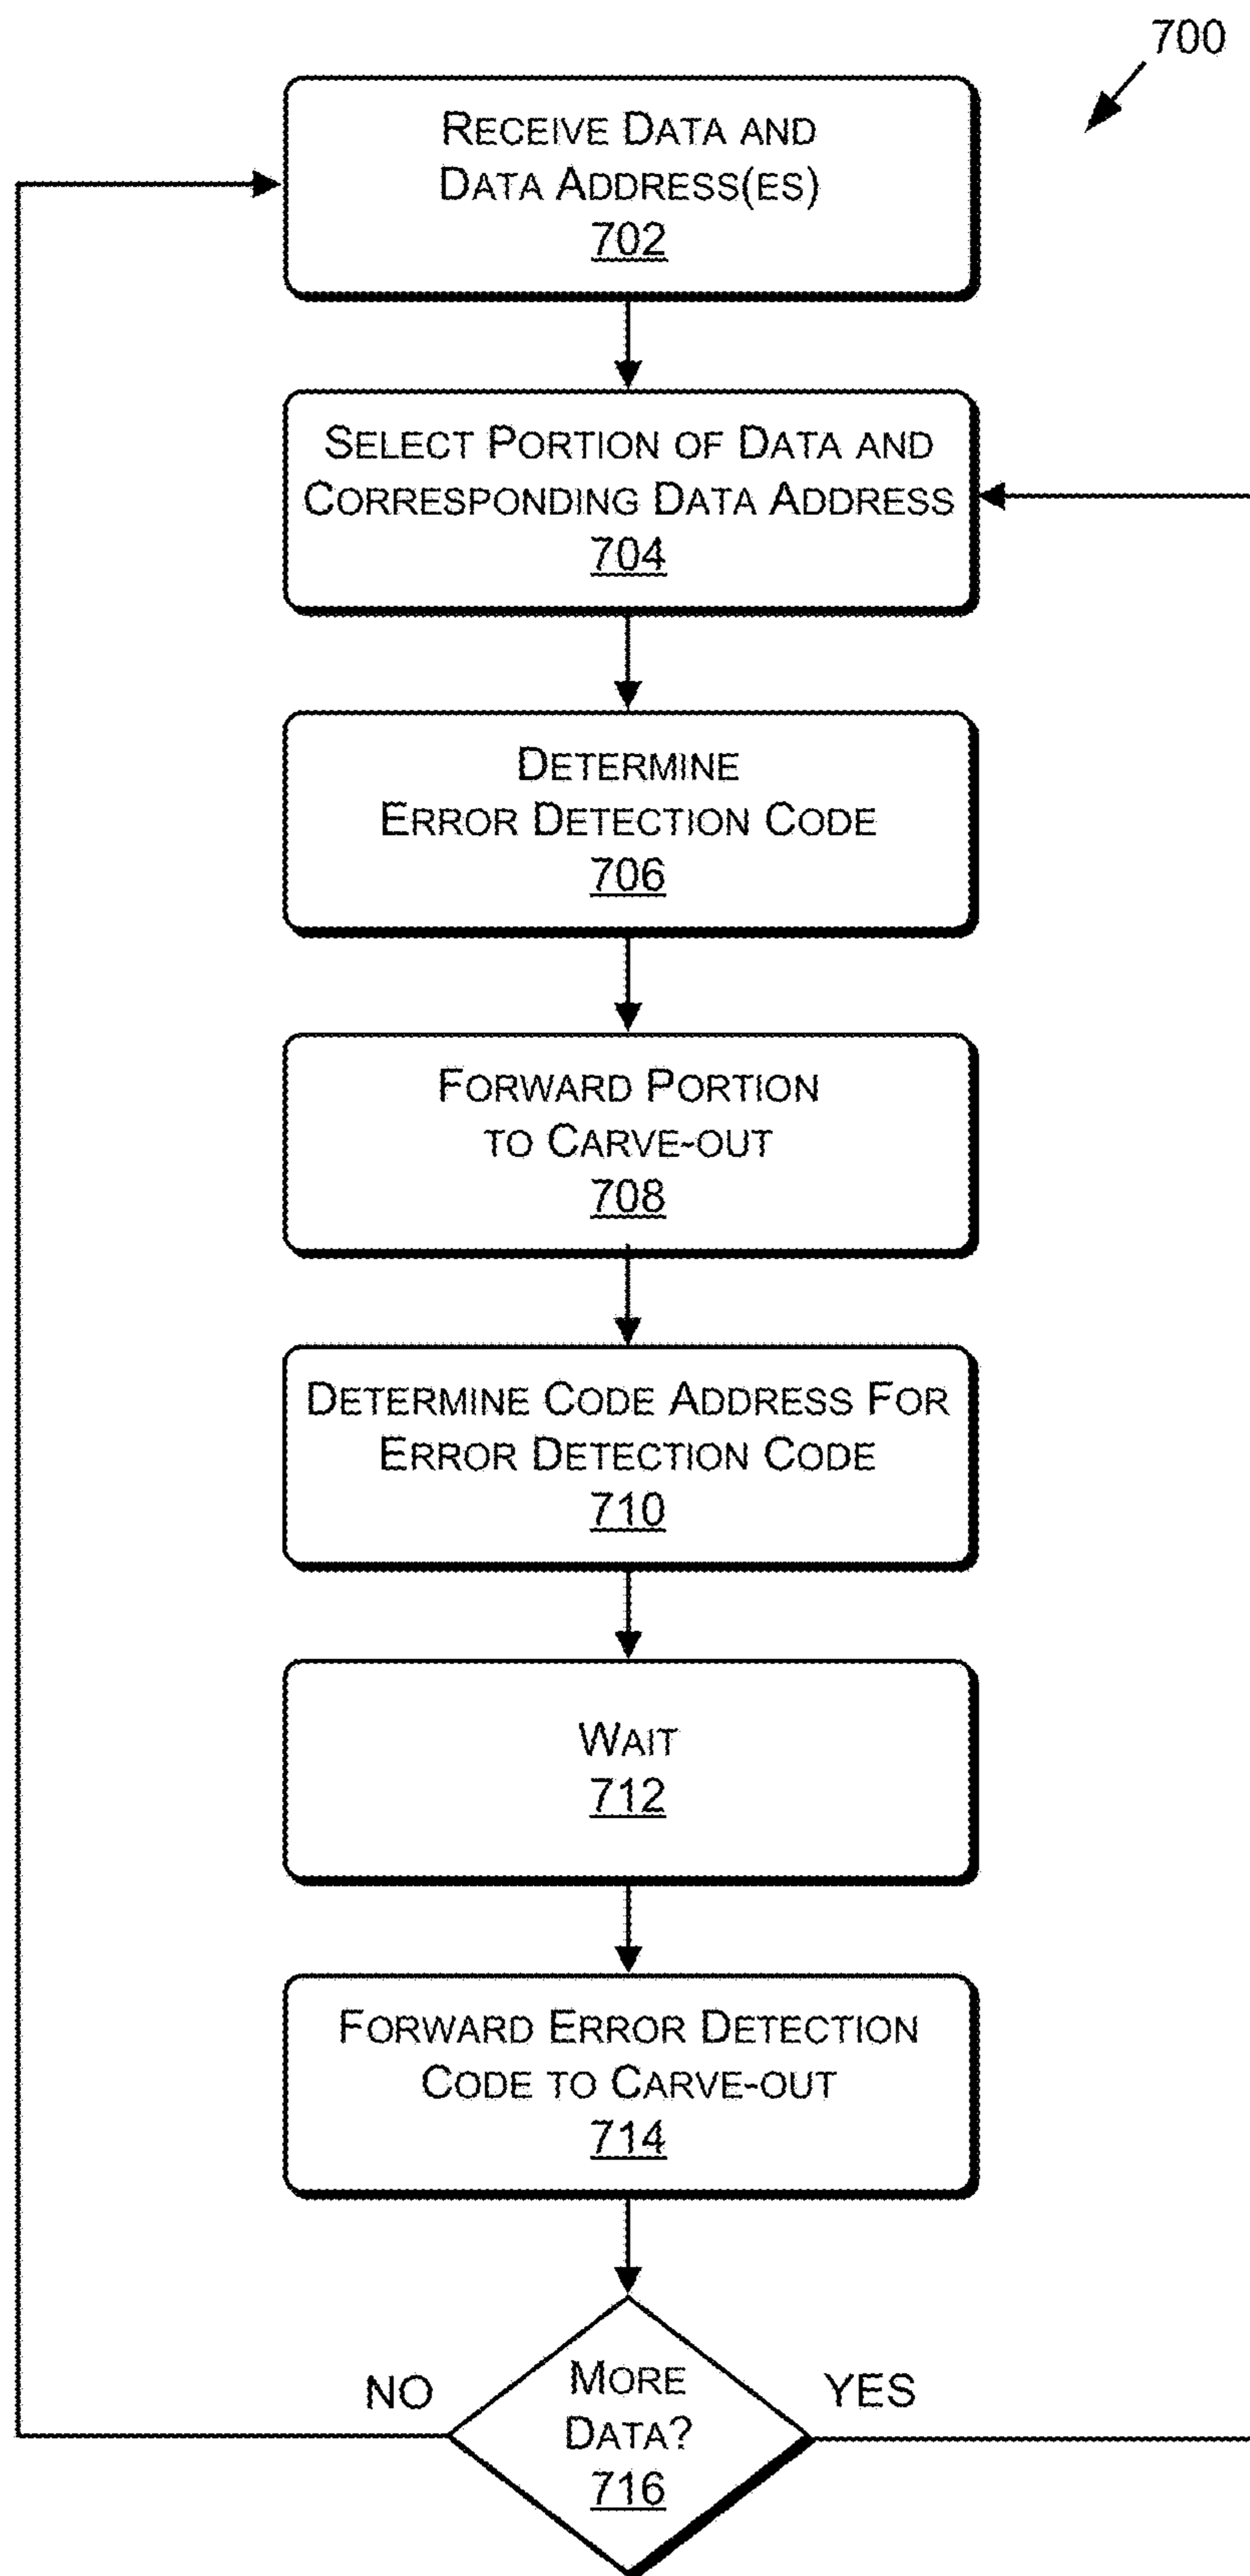 700
RECEIVE DATA AND
DATA ADDRESS(ES)
702
SELECT PORTION OF DATA AND
CORRESPONDING DATA ADDRESS
704
DETERMINE
ERROR DETECTION CODE
706
FORWARD PORTION
TO CARVE-OUT
708
DETERMINE CODE ADDRESS FOR
ERROR DETECTION CODE
710
WAIT
712
FORWARD ERROR DETECTION
CODE TO CARVE-OUT
714
NO
MORE
DATA?
716
YES